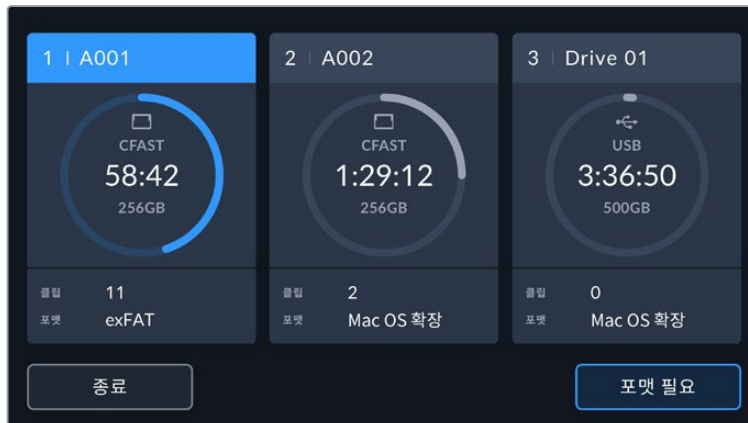 1 | A001
CFAST
58:42
256GB
클립 11
포맷 exFAT
2 | A002
CFAST
1:29:12
256GB
클립 2
포맷 Mac OS 확장
3 | Drive 01
USB
3:36:50
500GB
클립 0
포맷 Mac OS 확장
종료
포맷 필요